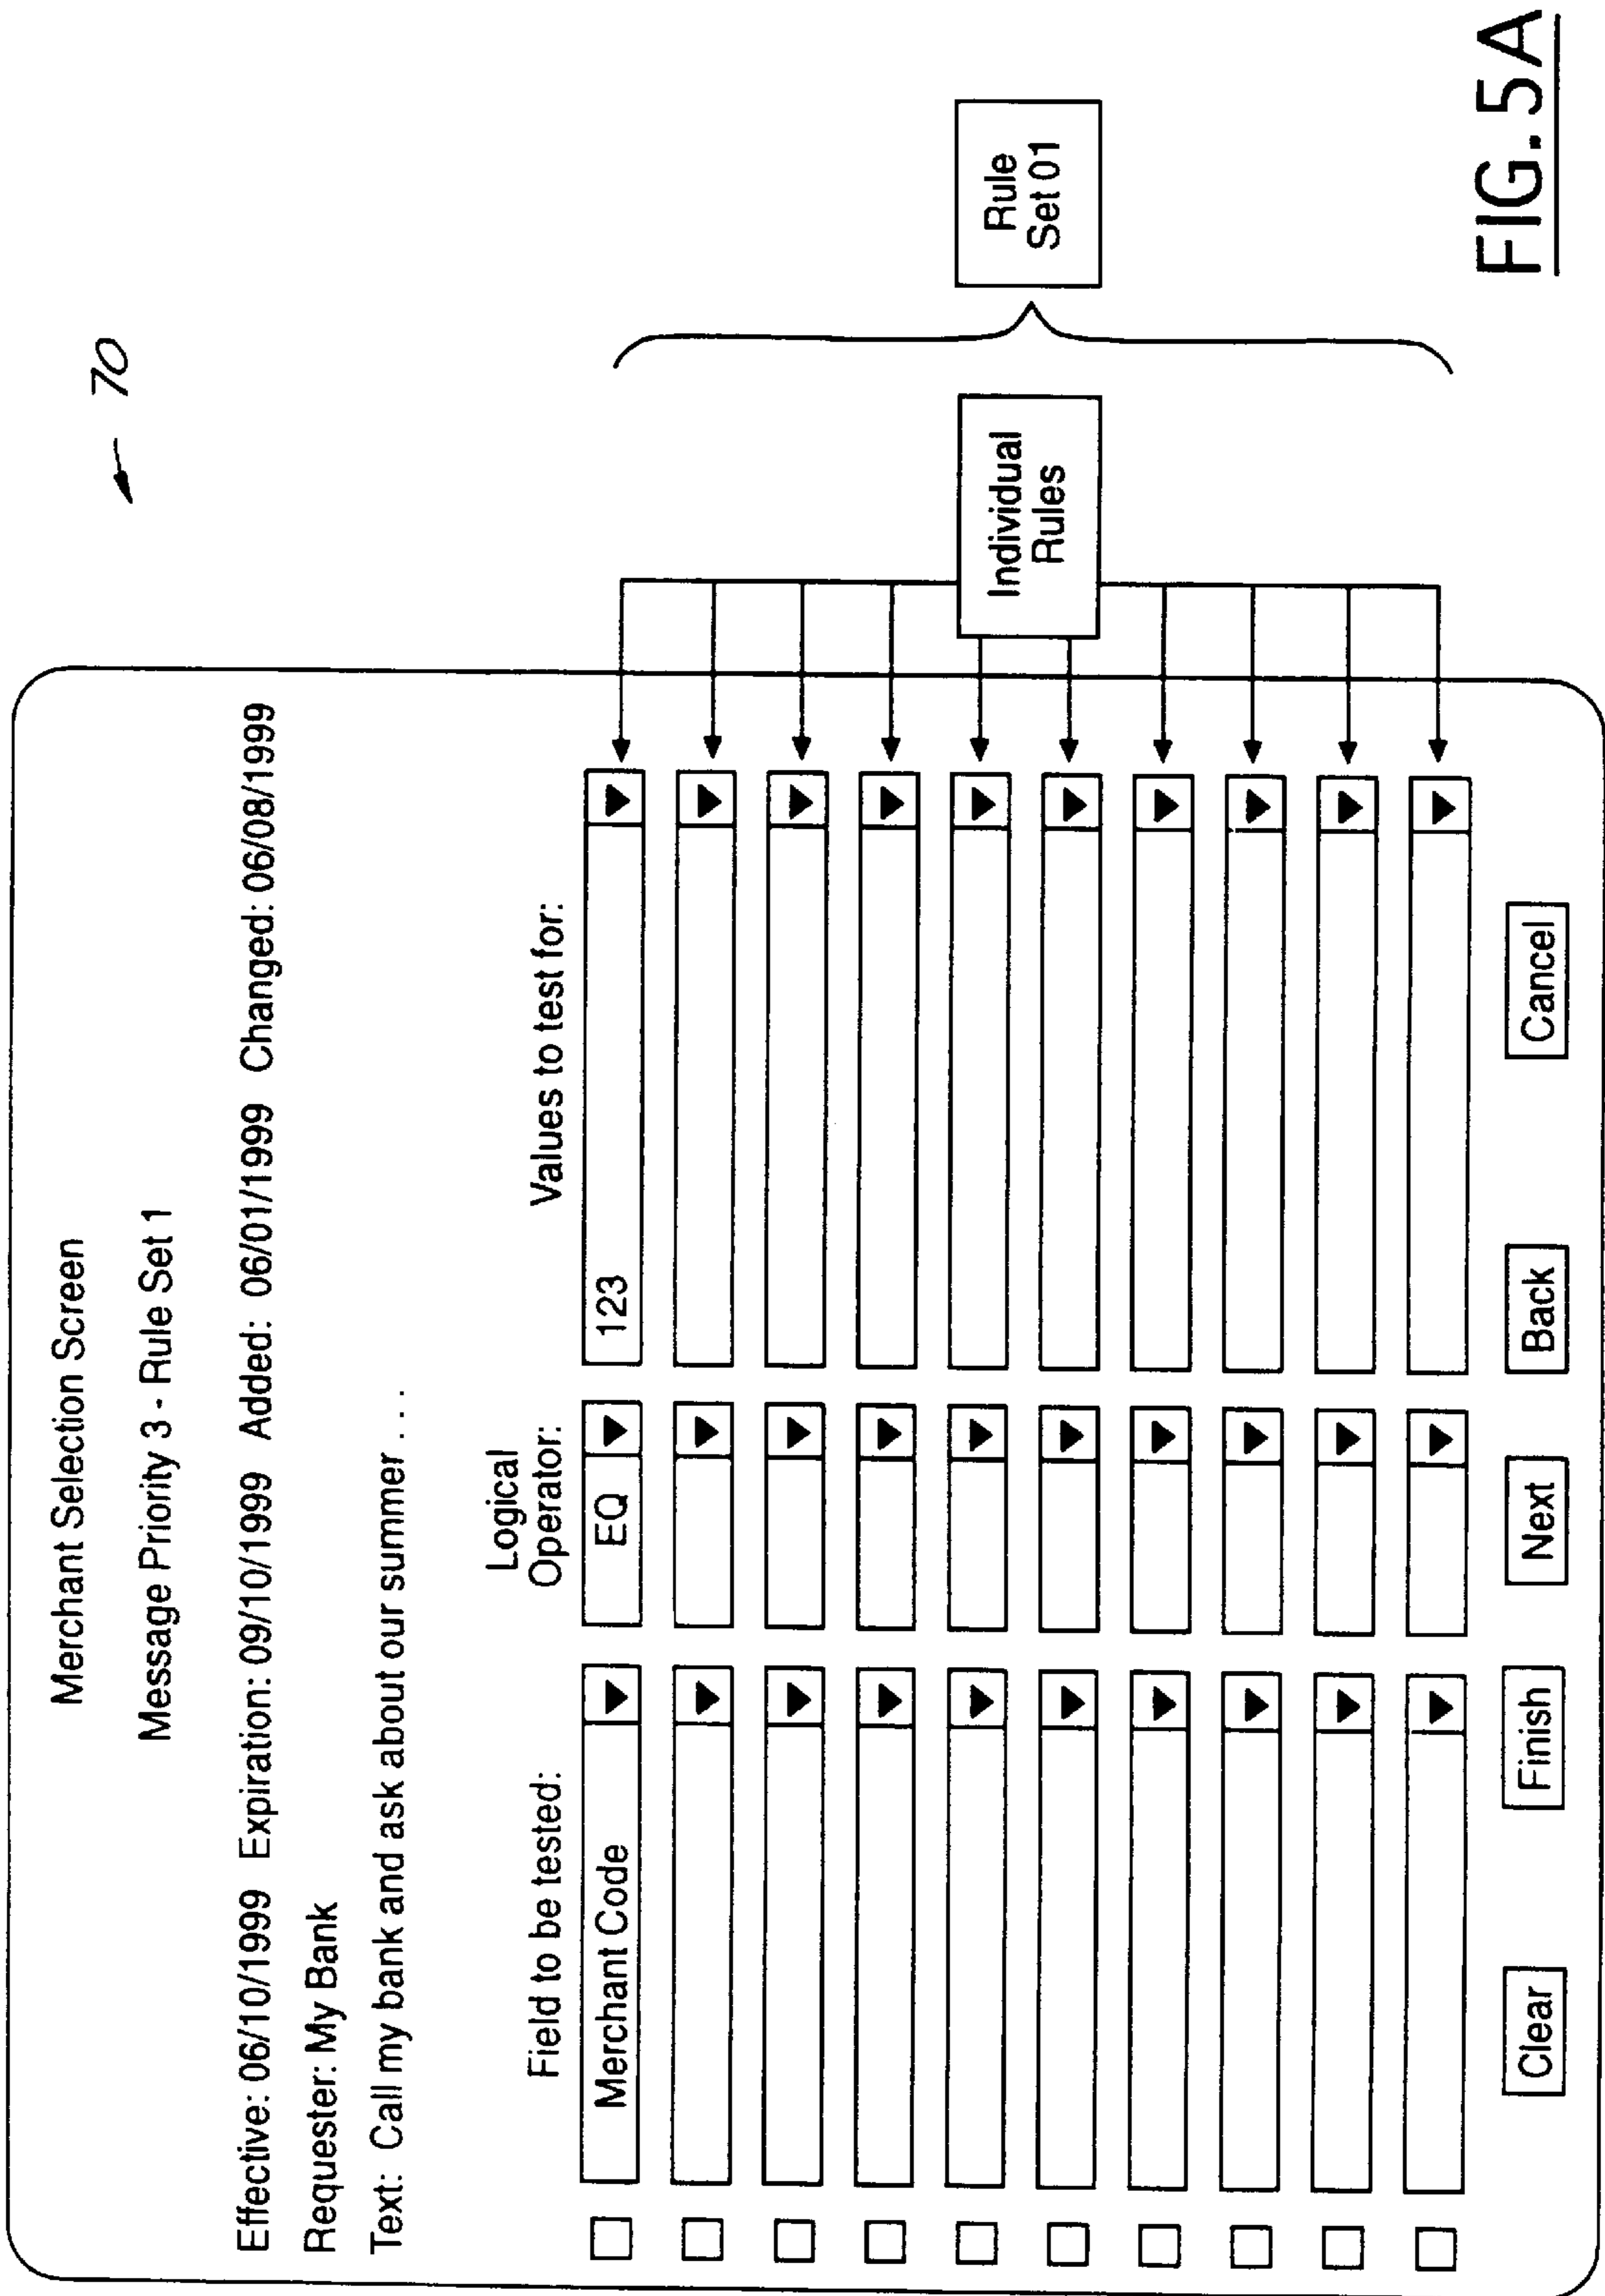 70
Merchant Selection Screen
Message Priority 3 - Rule Set 1
Effective: 06/10/1999 Expiration: 09/10/1999 Added: 06/01/1999 Changed: 06/08/1999
Requester: My Bank
Text: Call my bank and ask about our summer . . .
Field to be tested:
Logical
Operator:
Values to test for:
Merchant Code
EQ
123
Individual
Rules
Rule
Set 01
Clear
Finish
Next
Back
Cancel
FIG. 5A